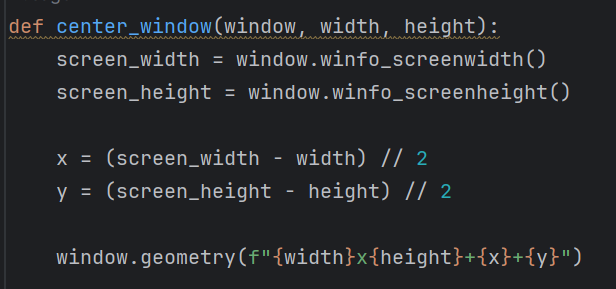 def center_window(window, width, height):
    screen_width = window.winfo_screenwidth()
    screen_height = window.winfo_screenheight()
    x = (screen_width - width) // 2
    y = (screen_height - height) // 2
    window.geometry(f"{width}x{height}+{x}+{y}")